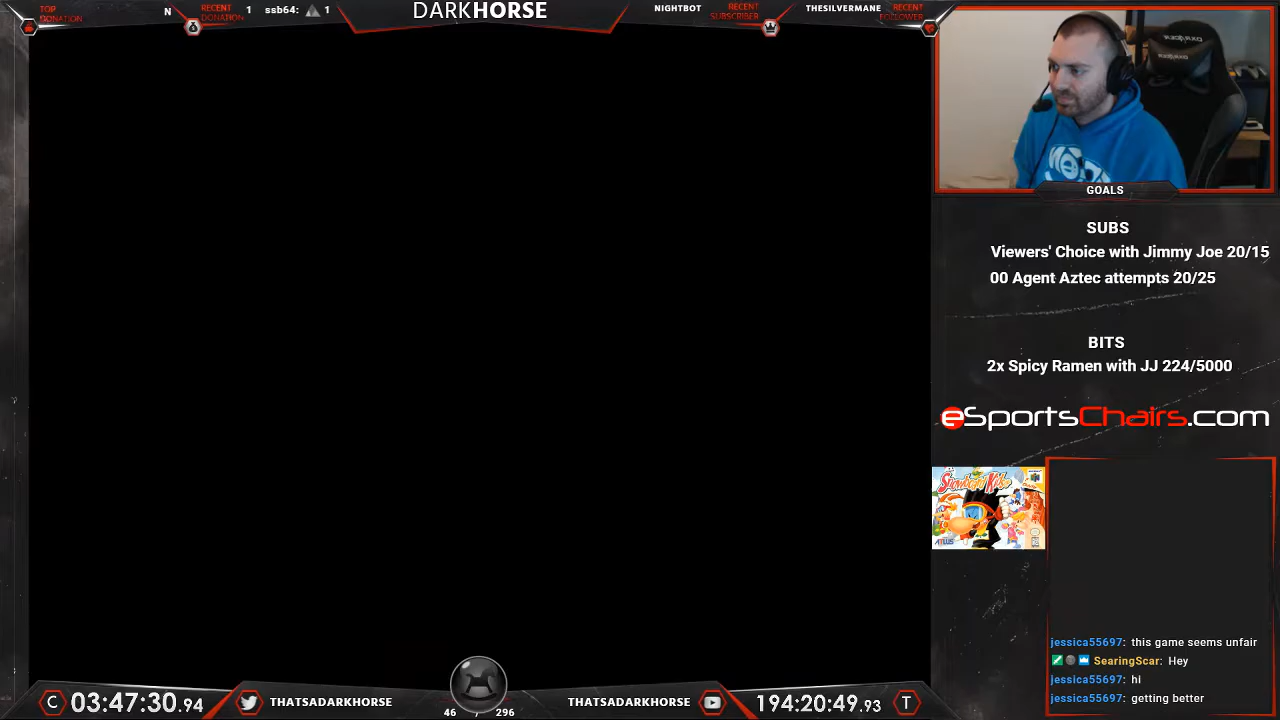 TOP
DONATION
N
RECENT
DONATION
1
ssb64:
1
DARKHORSE
NIGHTBOT
RECENT
SUBSCRIBER
THESILVERMANE
RECENT
FOLLOWER
GOALS
SUBS
Viewers' Choice with Jimmy Joe 20/15
00 Agent Aztec attempts 20/25
BITS
2x Spicy Ramen with JJ 224/5000
eSportsChairs.com
Snowboard Kids
ATLUS
jessica55697: this game seems unfair
SearingScar: Hey
jessica55697: hi
jessica55697: getting better
C
03:47:30.94
THATSADARKHORSE
46 / 296
THATSADARKHORSE
194:20:49.93
T